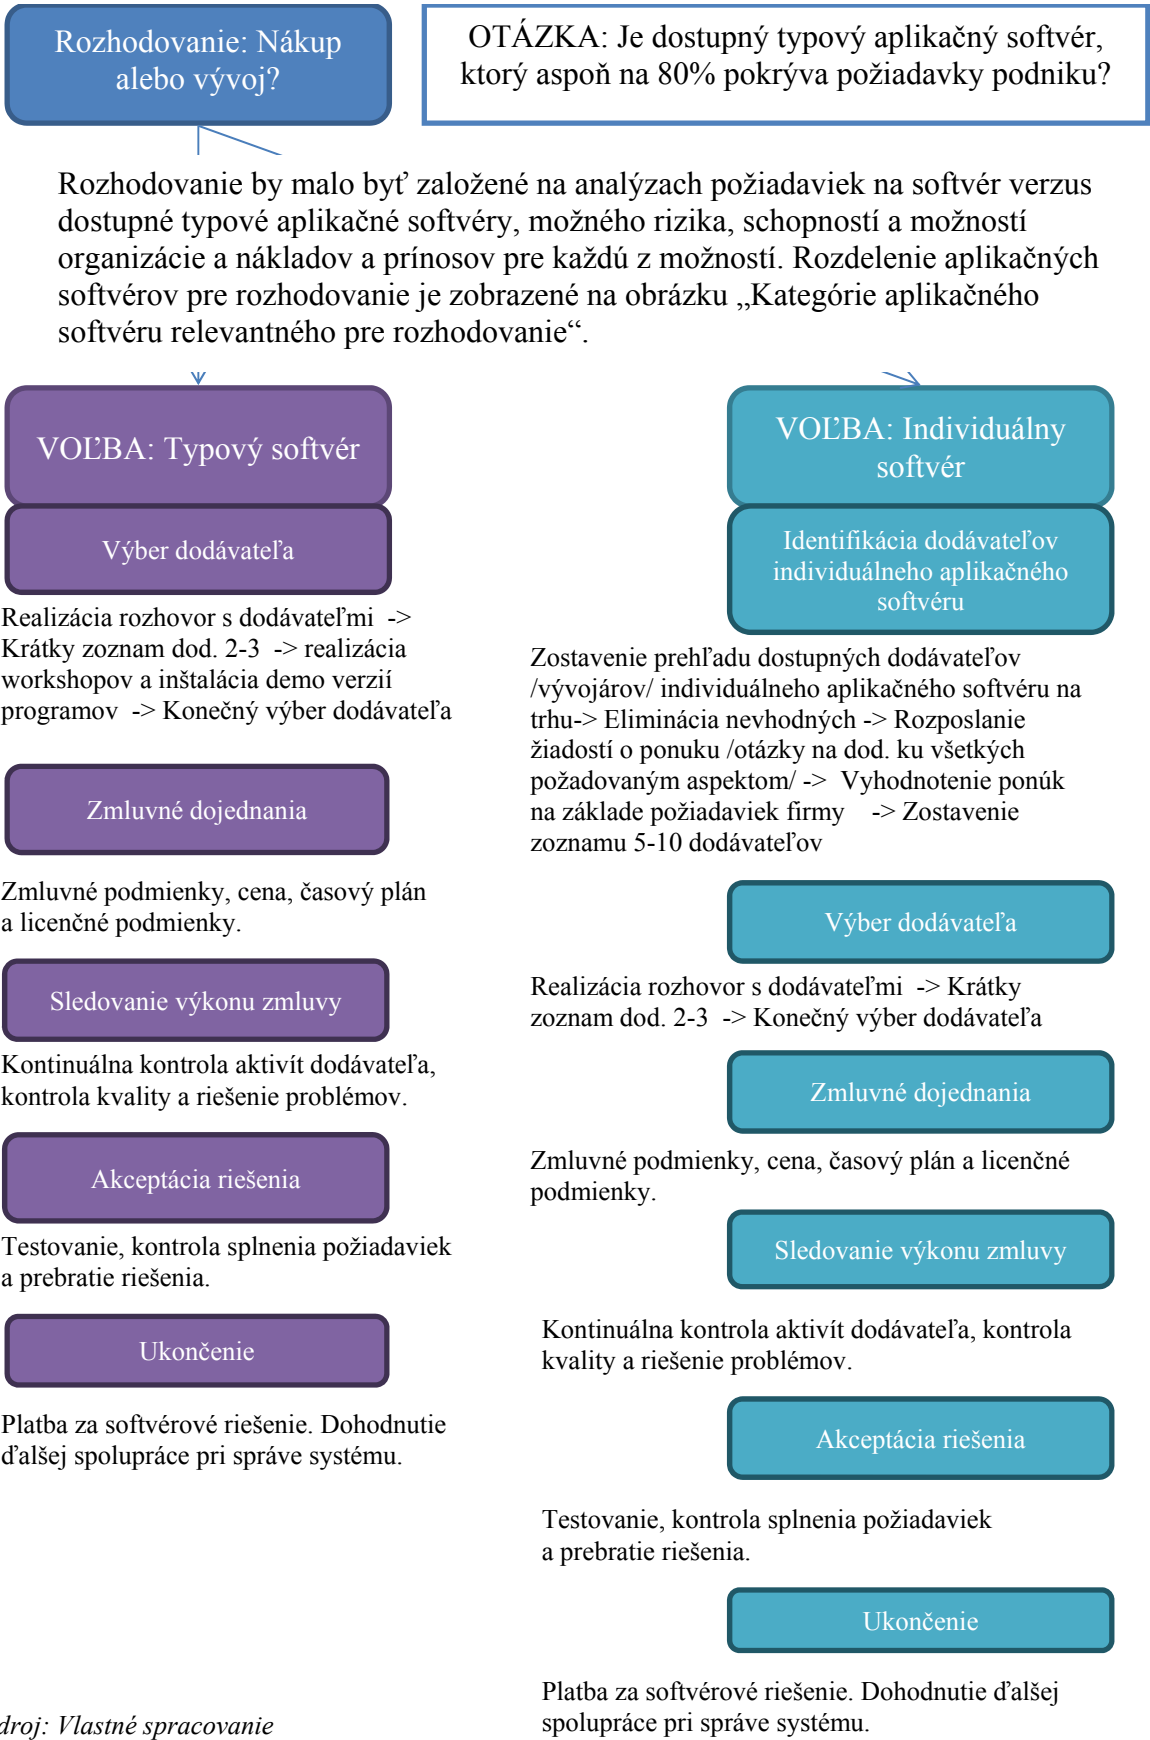 Rozhodovanie: Nákup
alebo vývoj?
OTÁZKA: Je dostupný typový aplikačný softvér,
ktorý aspoň na 80% pokrýva požiadavky podniku?
Rozhodovanie by malo byť založené na analýzach požiadaviek na softvér verzus
dostupné typové aplikačné softvéry, možného rizika, schopností a možností
organizácie a nákladov a prínosov pre každú z možností. Rozdelenie aplikačných
softvérov pre rozhodovanie je zobrazené na obrázku „Kategórie aplikačného
softvéru relevantného pre rozhodovanie“.
VOĽBA: Typový softvér
Výber dodávateľa
Realizácia rozhovor s dodávateľmi -> 
Krátky zoznam dod. 2-3 -> realizácia
workshopov a inštalácia demo verzií
programov -> Konečný výber dodávateľa
Zmluvné dojednania
Zmluvné podmienky, cena, časový plán
a licenčné podmienky.
Sledovanie výkonu zmluvy
Kontinuálna kontrola aktivít dodávateľa,
kontrola kvality a riešenie problémov.
Akceptácia riešenia
Testovanie, kontrola splnenia požiadaviek
a prebratie riešenia.
Ukončenie
Platba za softvérové riešenie. Dohodnutie
ďalšej spolupráce pri správe systému.
VOĽBA: Individuálny
softvér
Identifikácia dodávateľov
individuálneho aplikačného
softvéru
Zostavenie prehľadu dostupných dodávateľov
/vývojárov/ individuálneho aplikačného softvéru na
trhu-> Eliminácia nevhodných -> Rozposlanie
žiadostí o ponuku /otázky na dod. ku všetkých
požadovaným aspektom/ -> Vyhodnotenie ponúk
na základe požiadaviek firmy -> Zostavenie
zoznamu 5-10 dodávateľov
Výber dodávateľa
Realizácia rozhovor s dodávateľmi -> Krátky
zoznam dod. 2-3 -> Konečný výber dodávateľa
Zmluvné dojednania
Zmluvné podmienky, cena, časový plán a licenčné
podmienky.
Sledovanie výkonu zmluvy
Kontinuálna kontrola aktivít dodávateľa, kontrola
kvality a riešenie problémov.
Akceptácia riešenia
Testovanie, kontrola splnenia požiadaviek
a prebratie riešenia.
Ukončenie
Platba za softvérové riešenie. Dohodnutie ďalšej
spolupráce pri správe systému.
droj: Vlastné spracovanie